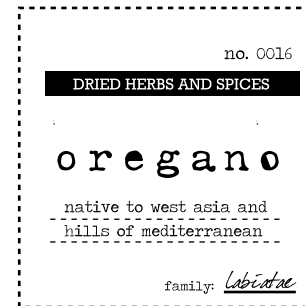 no. 0016
DRIED HERBS AND SPICES
oregano
native to west asia and
hills of mediterranean
family: labiatae